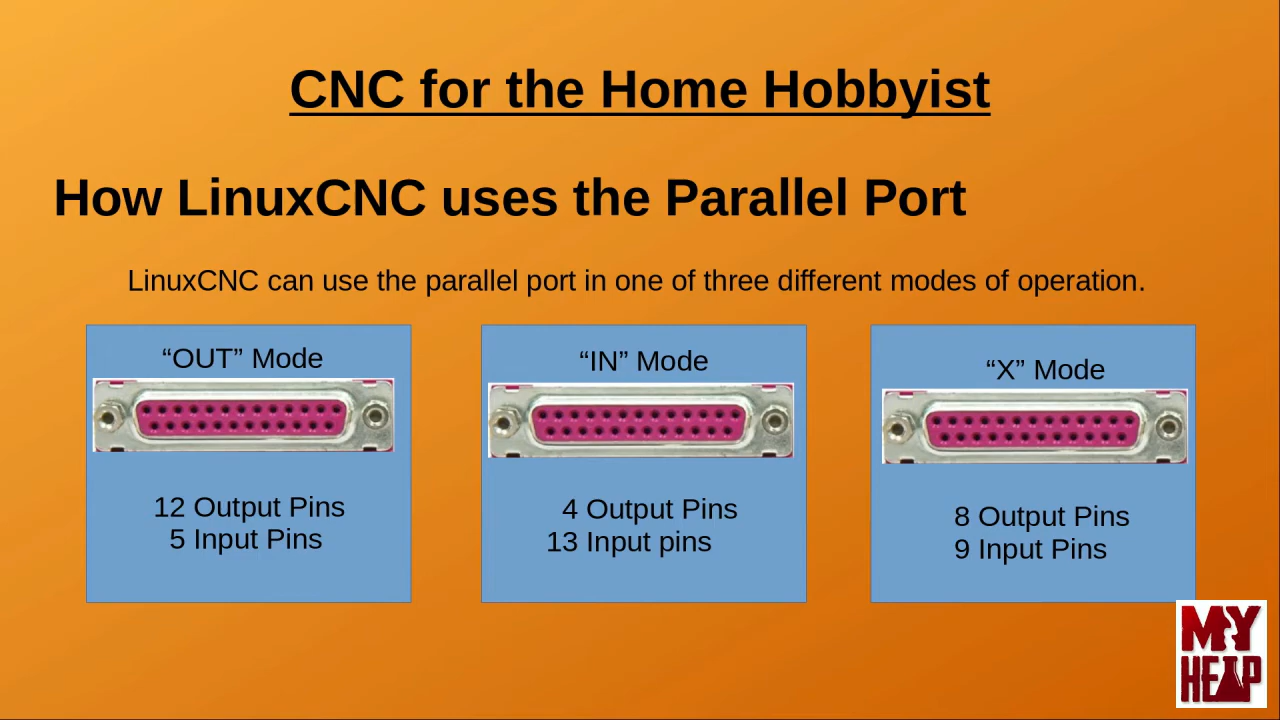 CNC for the Home Hobbyist
How LinuxCNC uses the Parallel Port
LinuxCNC can use the parallel port in one of three different modes of operation.
“OUT” Mode
12 Output Pins
5 Input Pins
“IN” Mode
4 Output Pins
13 Input pins
“X” Mode
8 Output Pins
9 Input Pins
MY
HEAP